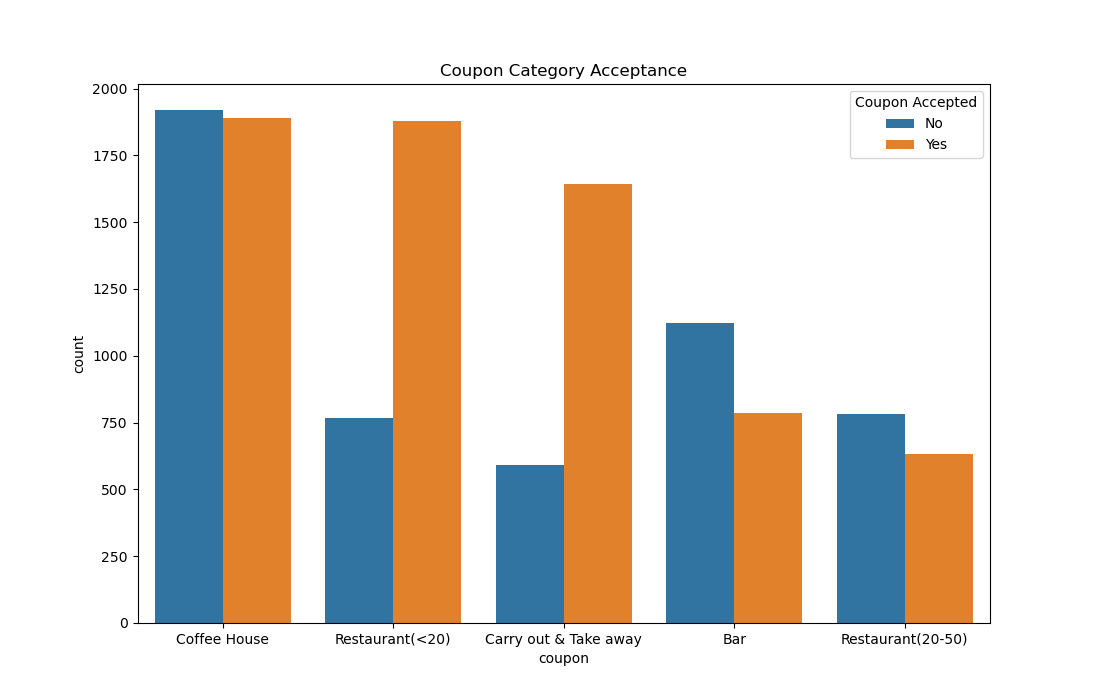 Coupon Category Acceptance
Coupon Accepted
No
Yes
2000
1750
1500
1250
1000
750
500
250
0
count
Coffee House
Restaurant(<20)
Carry out & Take away
Bar
Restaurant(20-50)
coupon